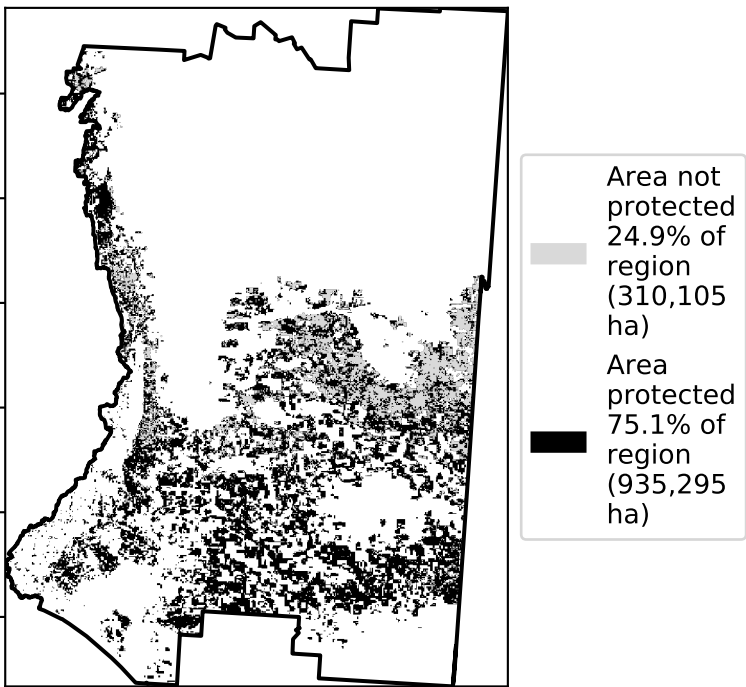 Area not
protected
24.9% of
region
(310,105
ha)
Area
protected
75.1% of
region
(935,295
ha)